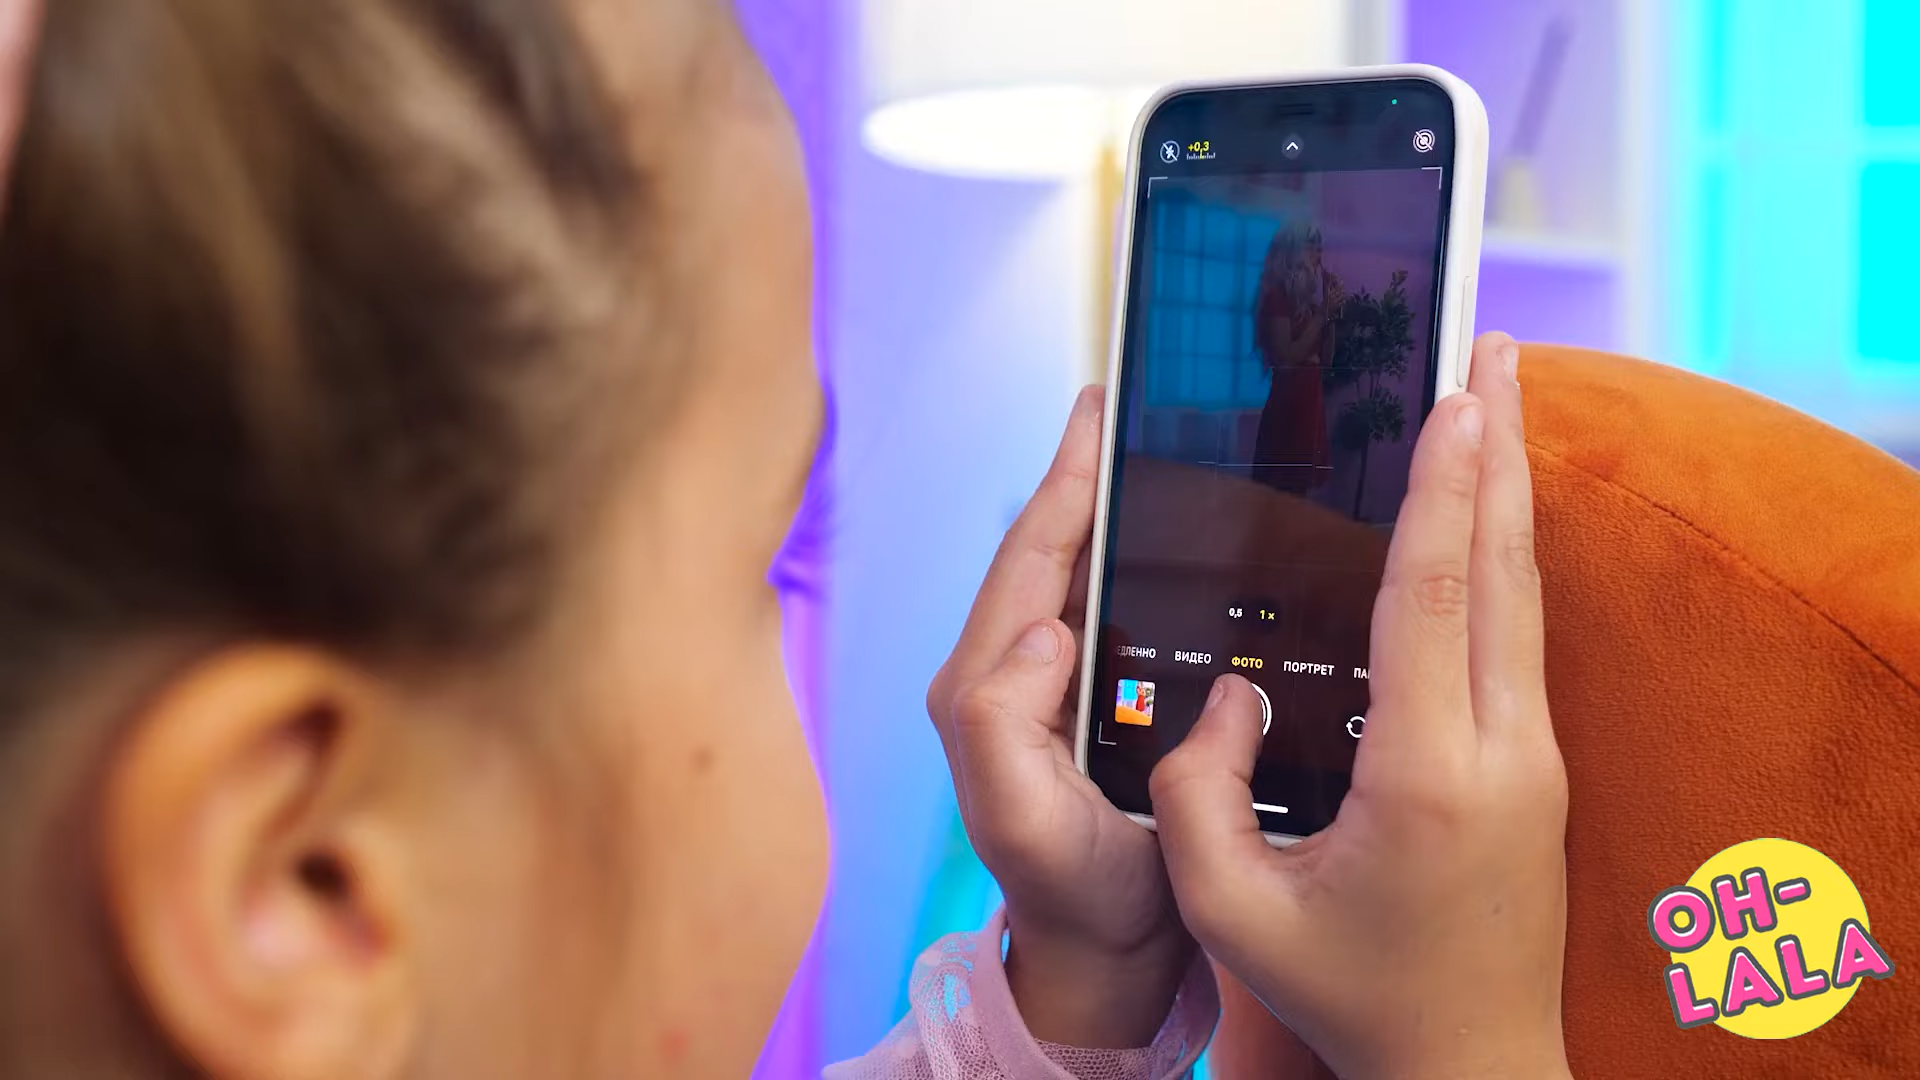 +0,3
0,5 1×
ВИДЕО ФОТО ПОРТРЕТ
OH-
LALA